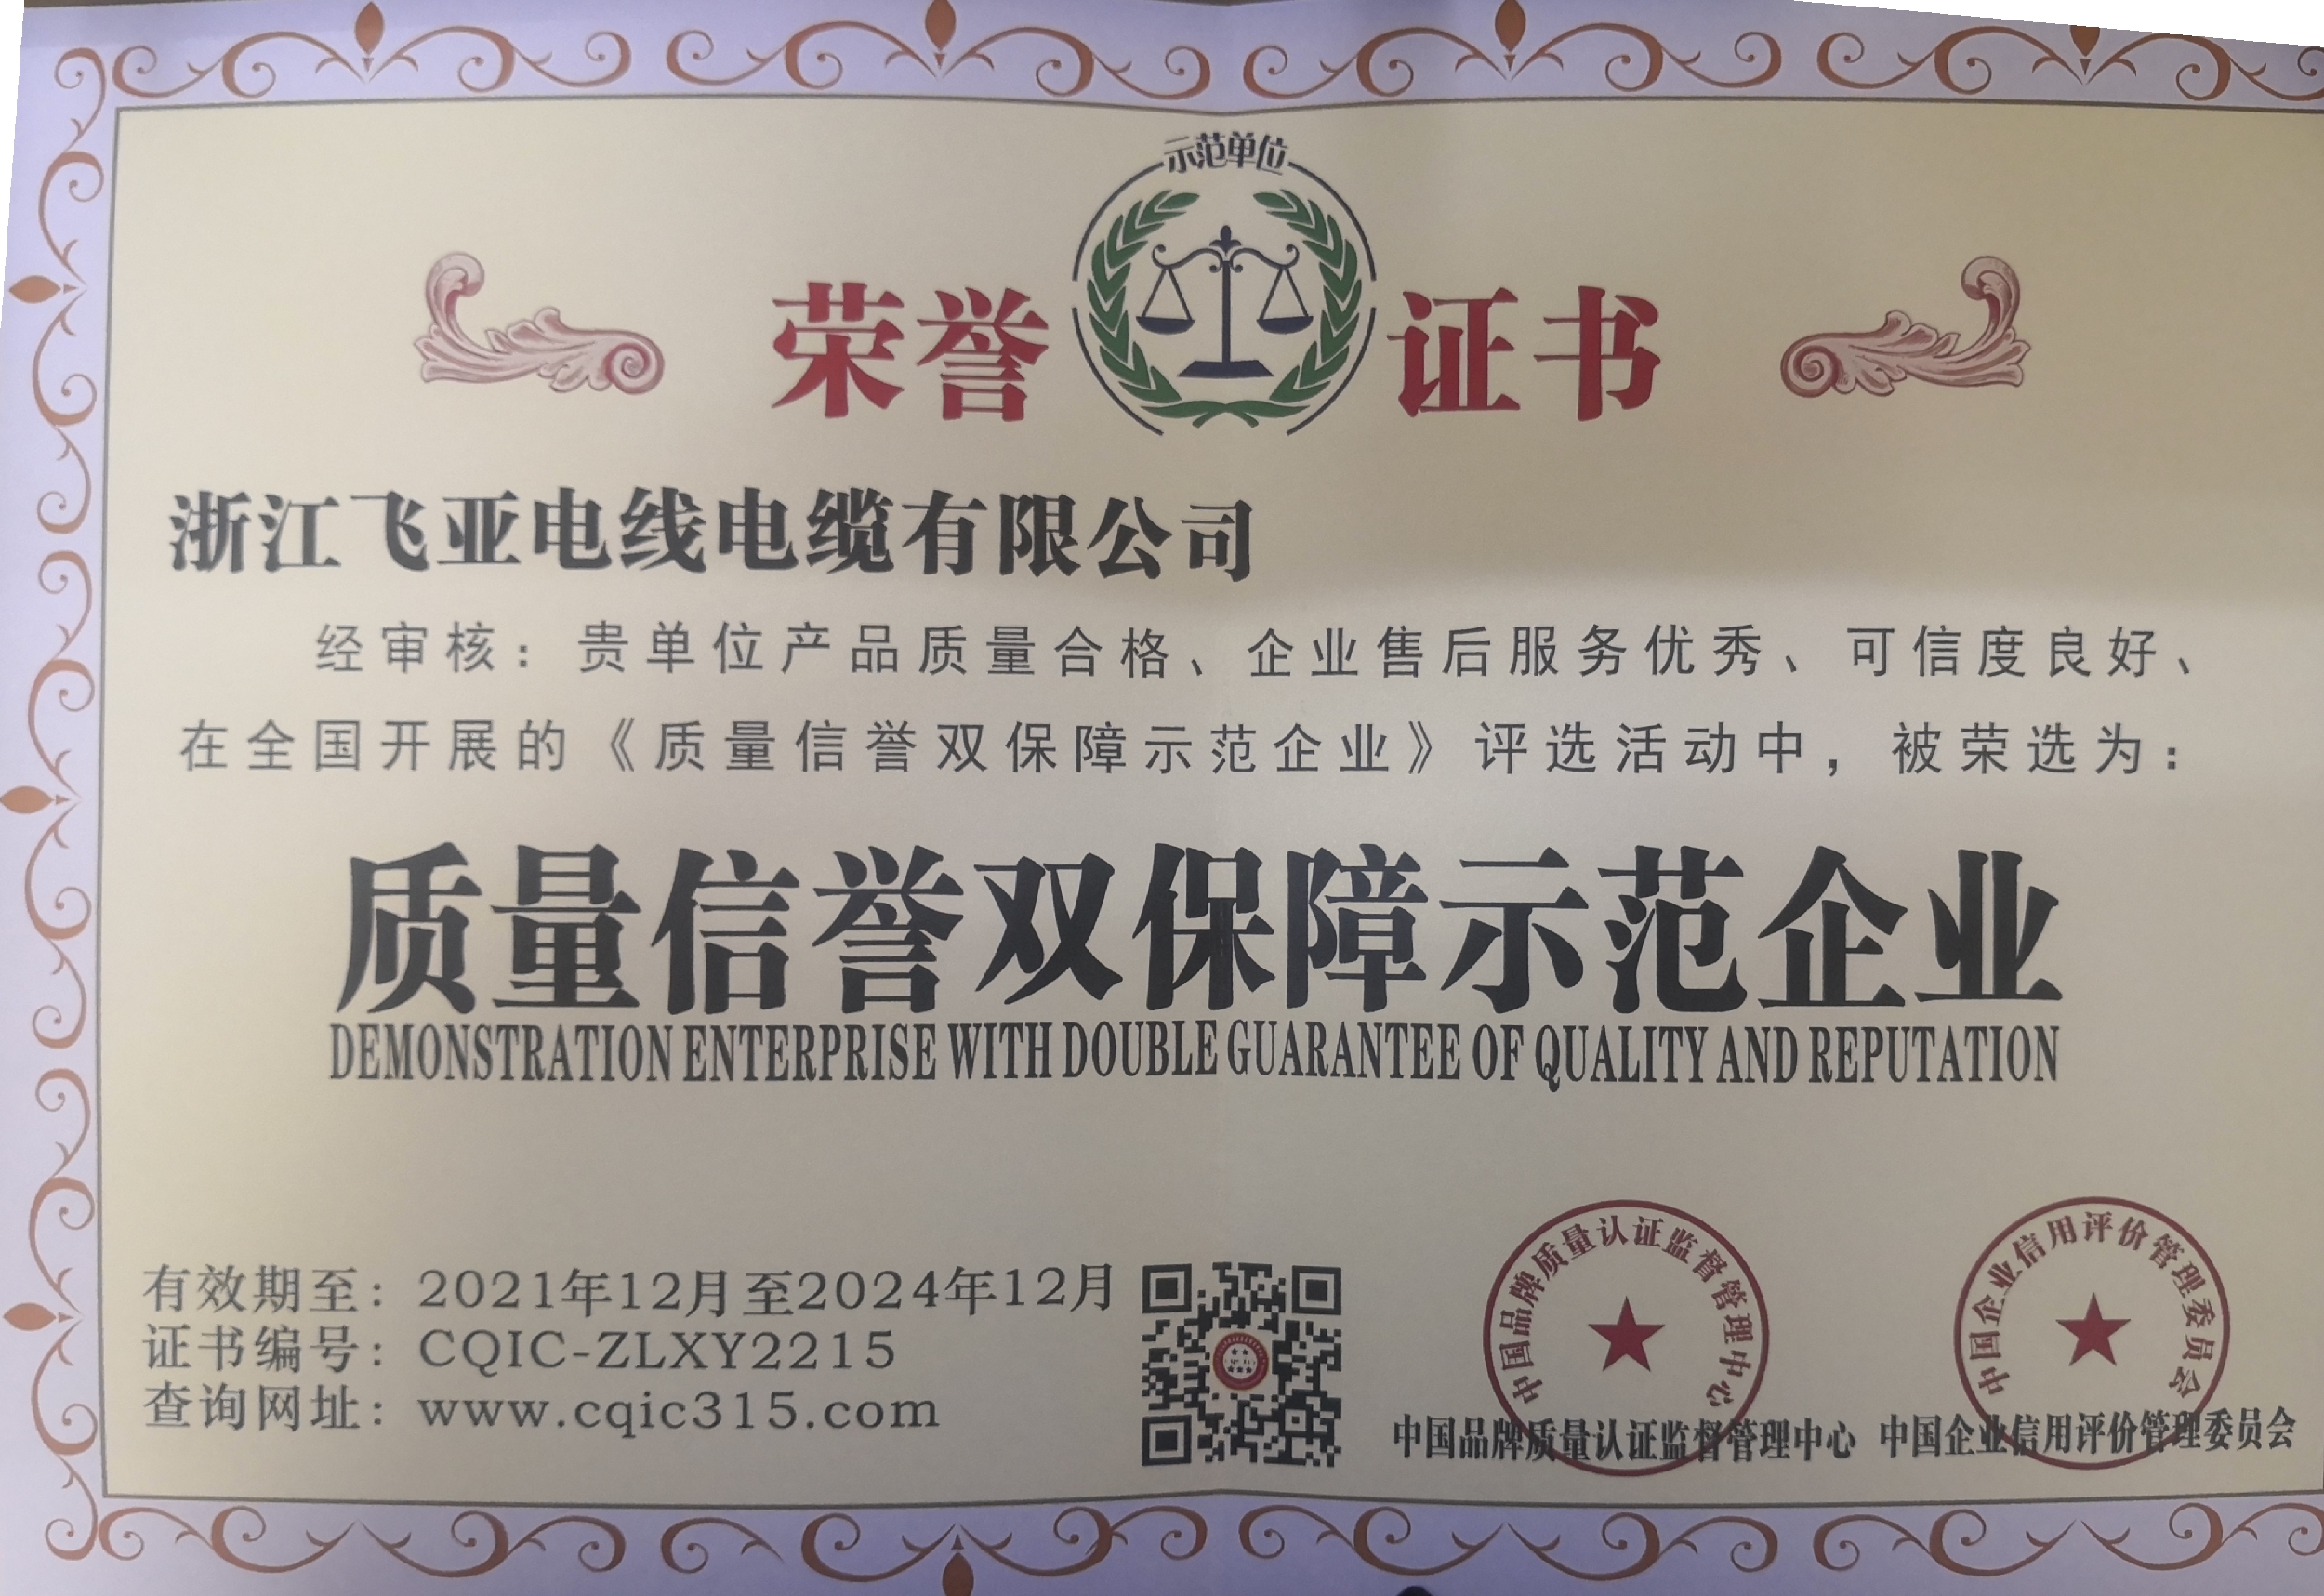 示范单位
荣誉证书
浙江飞亚电线电缆有限公司
经审核：贵单位产品质量合格、企业售后服务优秀、可信度良好、
在全国开展的《质量信誉双保障示范企业》评选活动中，被荣选为：
质量信誉双保障示范企业
DEMONSTRATION ENTERPRISE WITH DOUBLE GUARANTEE OF QUALITY AND REPUTATION
有效期至：2021年12月至2024年12月
证书编号：CQIC-ZLXY2215
查询网址：www.cqic315.com
中国品牌质量认证监督管理中心
中国企业信用评价管理委员会
中国品牌质量认证监督管理中心 中国企业信用评价管理委员会